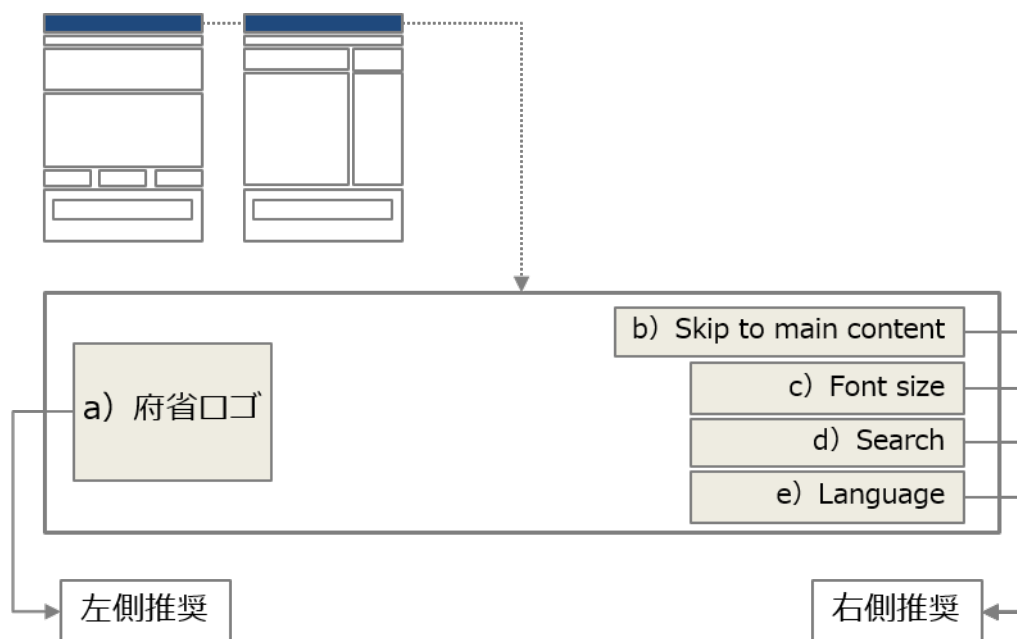 b）Skip to main content
a）府省ロゴ
c）Font size
d）Search
e）Language
左側推奨
右側推奨